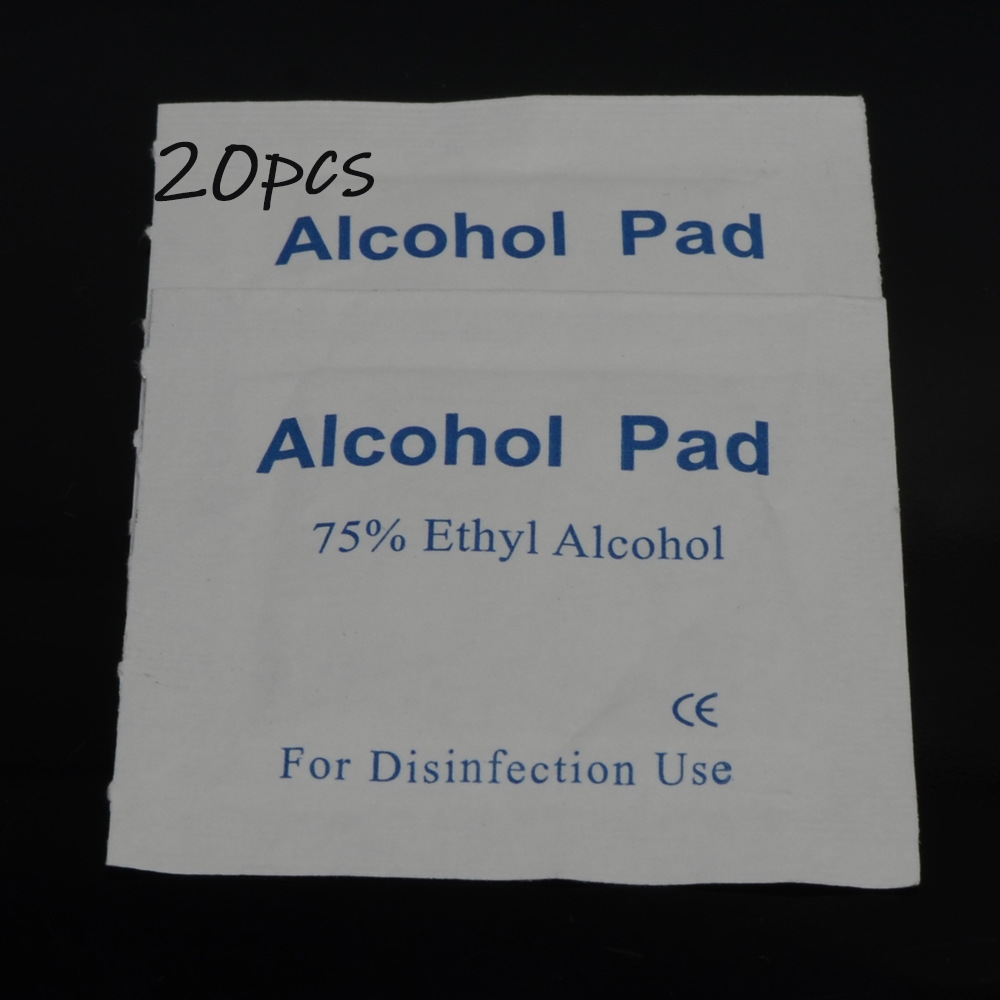 20pcs
Alcohol Pad
Alcohol Pad
75% Ethyl Alcohol
CE
For Disinfection Use